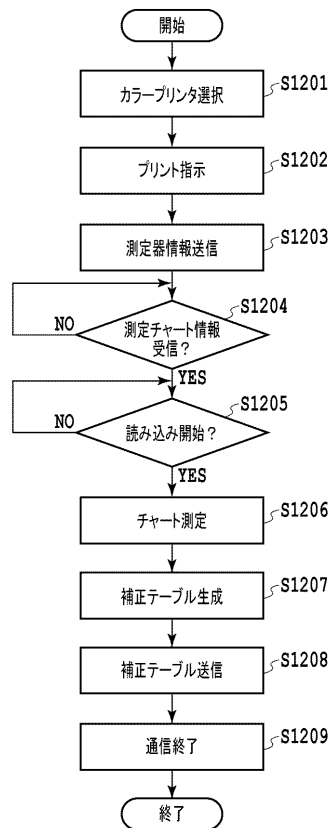 開始
カラープリンタ選択
S1201
プリント指示
S1202
測定器情報送信
S1203
測定チャート情報
受信？
S1204
NO
YES
読み込み開始？
S1205
NO
YES
チャート測定
S1206
補正テーブル生成
S1207
補正テーブル送信
S1208
通信終了
S1209
終了